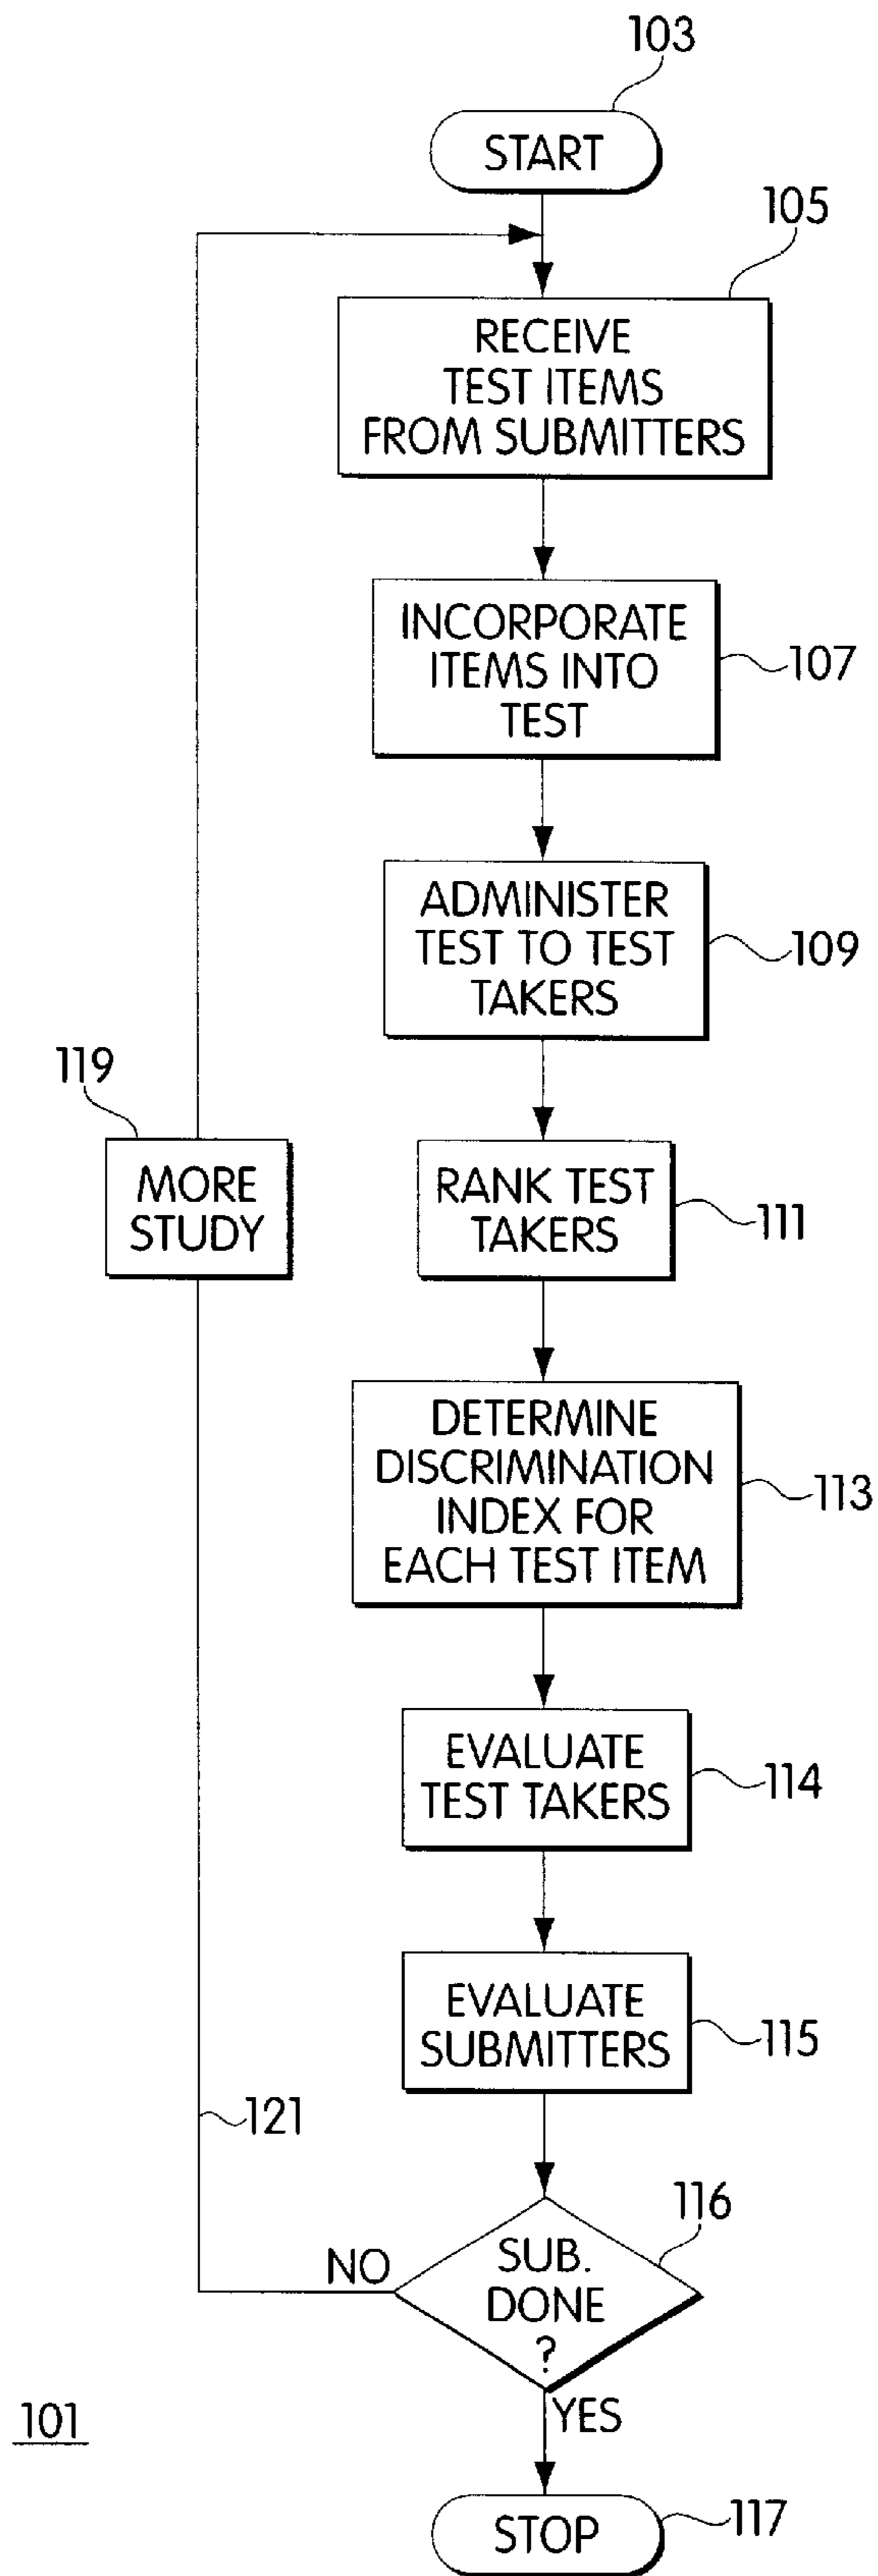 103
START
105
RECEIVE
TEST ITEMS
FROM SUBMITTERS
INCORPORATE
ITEMS INTO
TEST
107
ADMINISTER
TEST TO TEST
TAKERS
109
119
MORE
STUDY
RANK TEST
TAKERS
111
DETERMINE
DISCRIMINATION
INDEX FOR
EACH TEST ITEM
113
EVALUATE
TEST TAKERS
114
EVALUATE
SUBMITTERS
115
121
116
NO
SUB.
DONE
?
YES
101
STOP
117